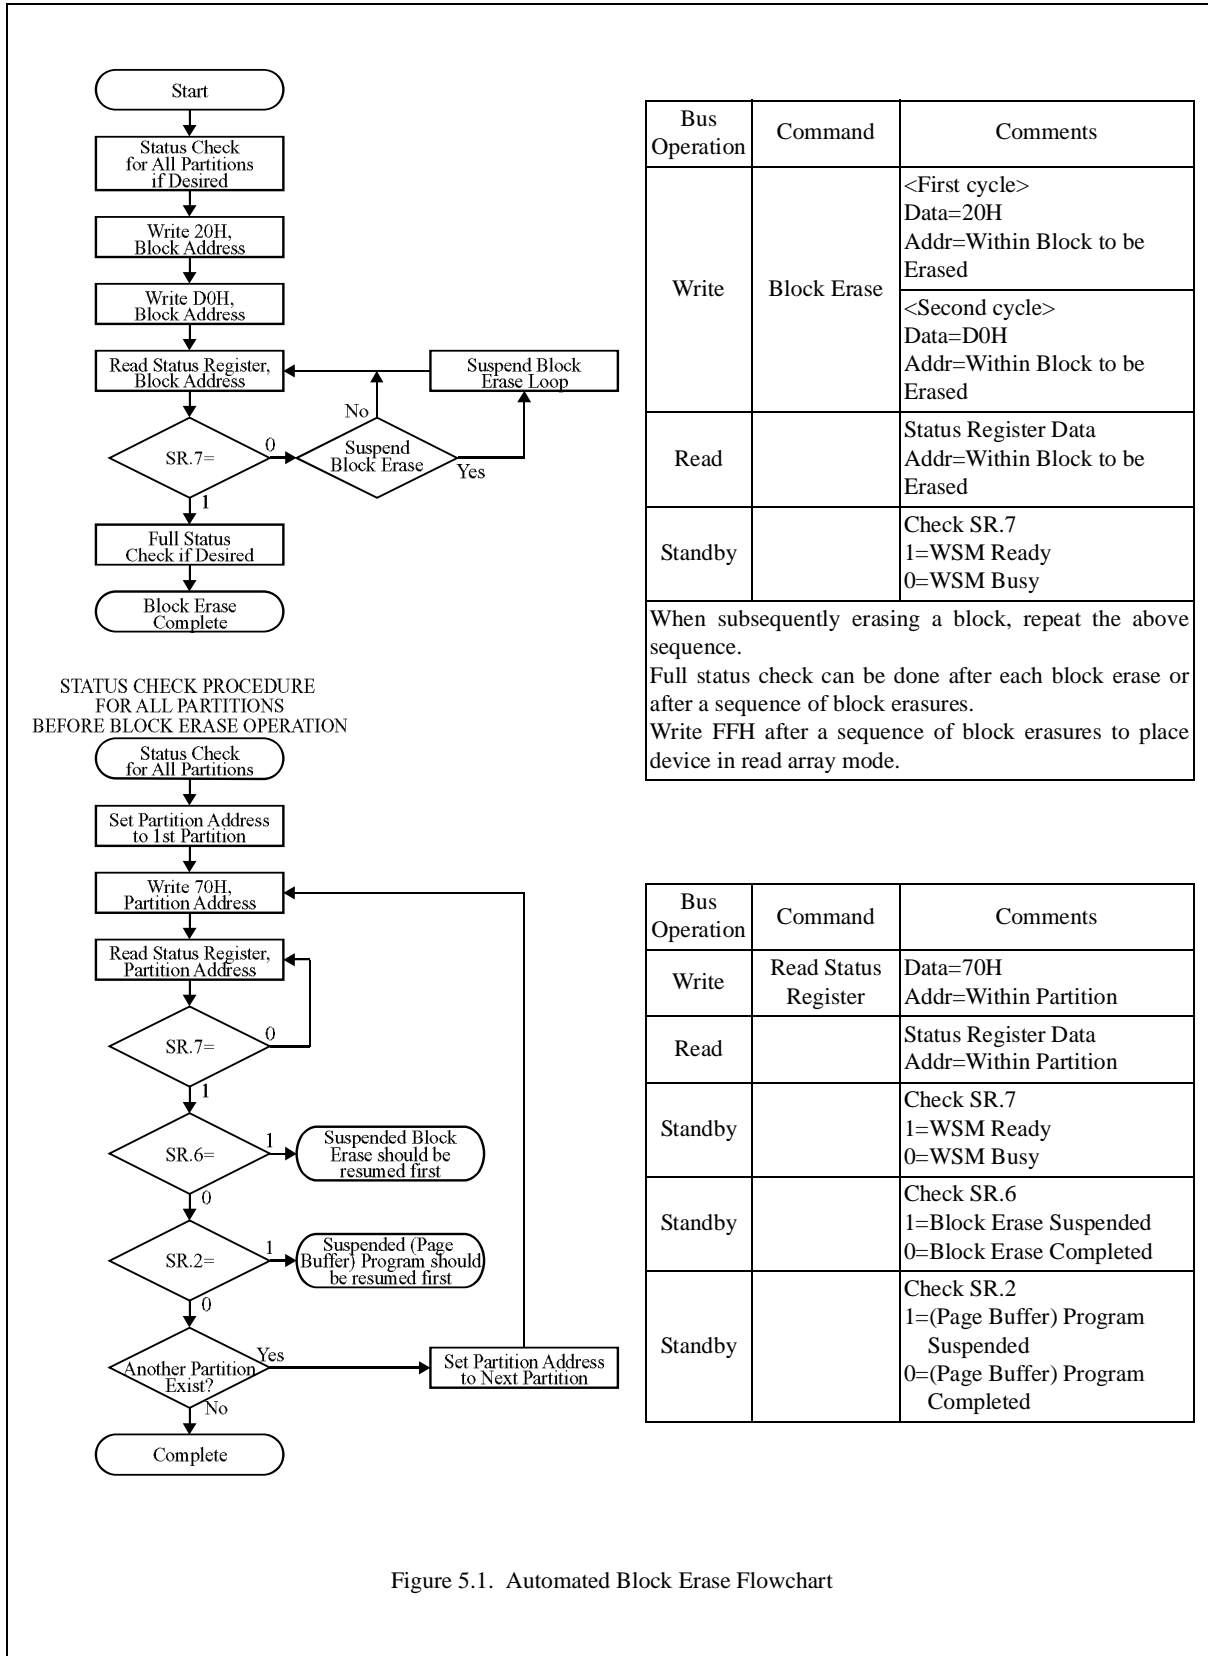 Start
Status Check
for All Partitions
if Desired
Write 20H,
Block Address
Write D0H,
Block Address
Read Status Register,
Block Address
Suspend Block
Erase Loop
No
SR.7=
0
Suspend
Block Erase
Yes
1
Full Status
Check if Desired
Block Erase
Complete
STATUS CHECK PROCEDURE
FOR ALL PARTITIONS
BEFORE BLOCK ERASE OPERATION
Status Check
for All Partitions
Set Partition Address
to 1st Partition
Write 70H,
Partition Address
Read Status Register,
Partition Address
SR.7=
0
1
SR.6=
1
Suspended Block
Erase should be
resumed first
0
SR.2=
1
Suspended (Page
Buffer) Program should
be resumed first
0
Another Partition
Exist?
Yes
Set Partition Address
to Next Partition
No
Complete
Bus
Operation
Command
Comments
Write
Block Erase
<First cycle>
Data=20H
Addr=Within Block to be
Erased
<Second cycle>
Data=D0H
Addr=Within Block to be
Erased
Read
Status Register Data
Addr=Within Block to be
Erased
Standby
Check SR.7
1=WSM Ready
0=WSM Busy
When subsequently erasing a block, repeat the above
sequence.
Full status check can be done after each block erase or
after a sequence of block erasures.
Write FFH after a sequence of block erasures to place
device in read array mode.
Bus
Operation
Command
Comments
Write
Read Status
Register
Data=70H
Addr=Within Partition
Read
Status Register Data
Addr=Within Partition
Standby
Check SR.7
1=WSM Ready
0=WSM Busy
Standby
Check SR.6
1=Block Erase Suspended
0=Block Erase Completed
Standby
Check SR.2
1=(Page Buffer) Program
Suspended
0=(Page Buffer) Program
Completed
Figure 5.1. Automated Block Erase Flowchart